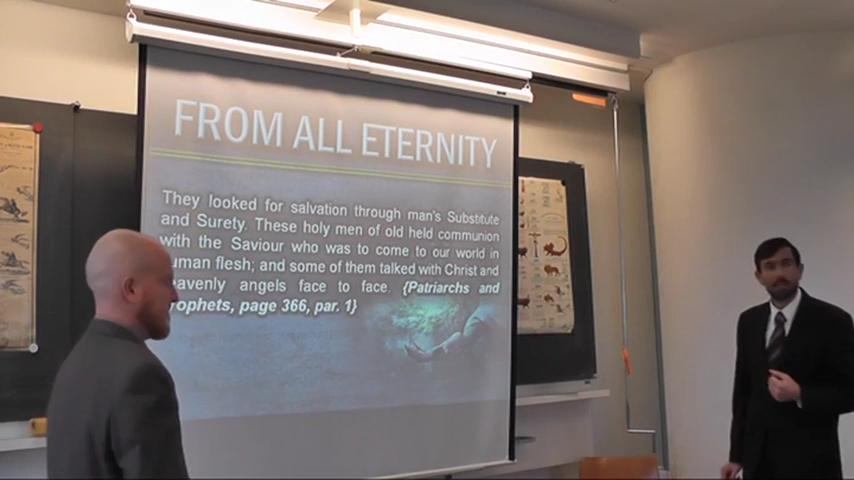 FROM ALL ETERNITY
They looked for salvation through man's Substitute
and Surety. These holy men of old held communion
with the Saviour who was to come to our world in
uman flesh; and some of them talked with Christ and
eavenly angels face to face. {Patriarchs and
rophets, page 366, par. 1}